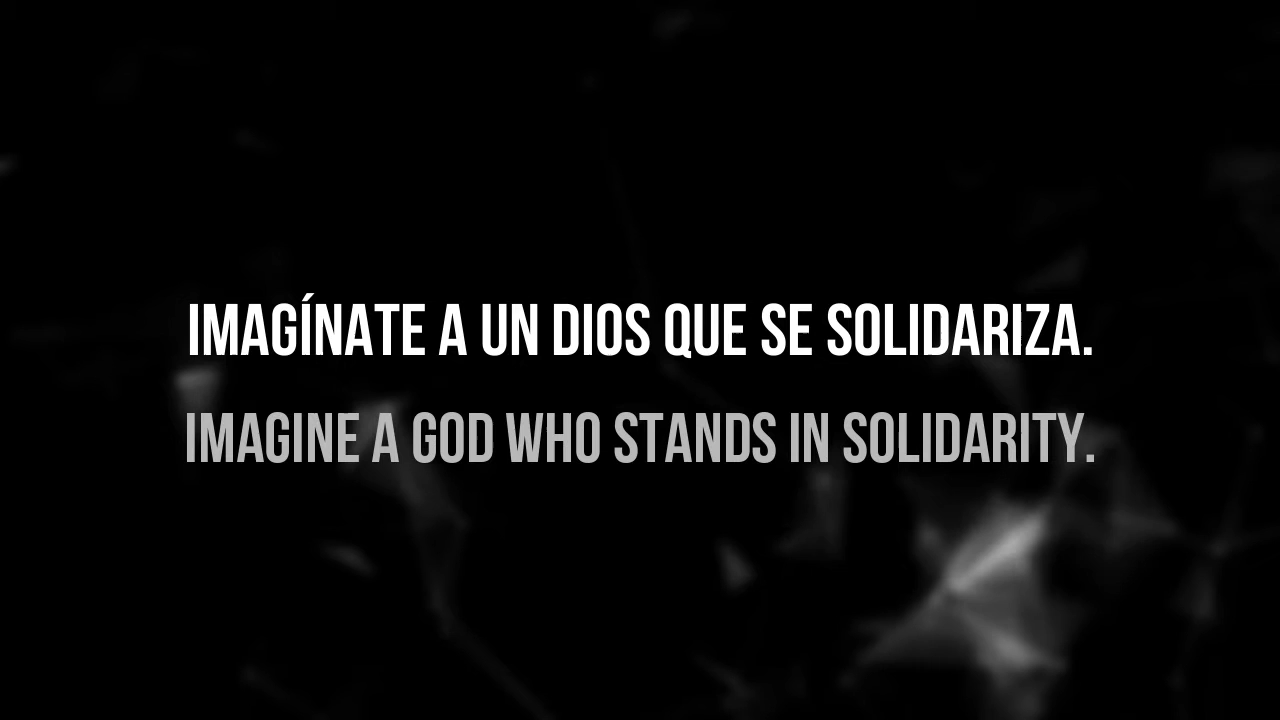 IMAGÍNATE A UN DIOS QUE SE SOLIDARIZA.
IMAGINE A GOD WHO STANDS IN SOLIDARITY.